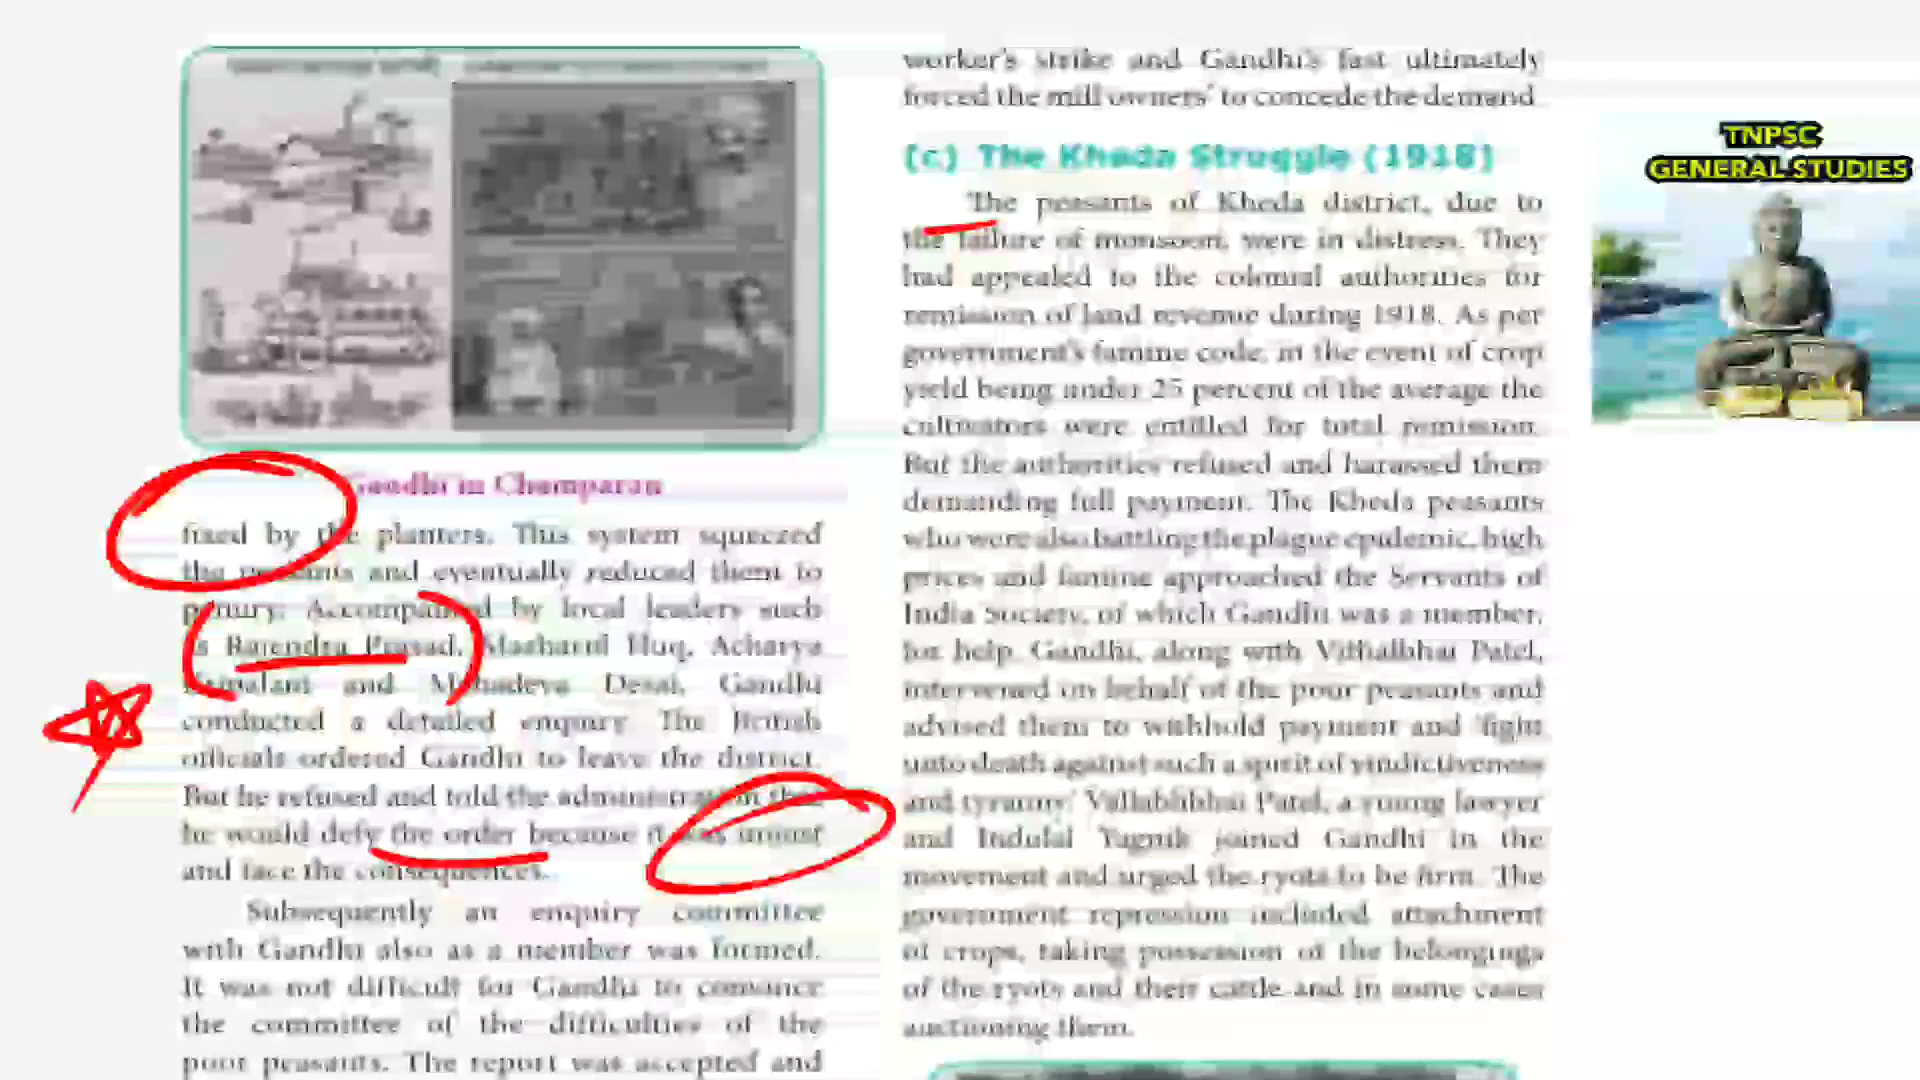 Gandhi in Champaran
fixed by the planters. This system squeezed
the peasants and eventually reduced them to
penury. Accompanied by local leaders such
as Rajendra Prasad, Mazharul Huq, Acharya
Kripalani and Mahadeva Desai, Gandhi
conducted a detailed enquiry. The British
officials ordered Gandhi to leave the district.
But he refused and told the administration that
he would defy the order because it was unjust
and face the consequences.
Subsequently an enquiry committee
with Gandhi also as a member was formed.
It was not difficult for Gandhi to convince
the committee of the difficulties of the
poor peasants. The report was accepted and
worker's strike and Gandhi's fast ultimately
forced the mill owners' to concede the demand.
(c) The Kheda Struggle (1918)
The peasants of Kheda district, due to
the failure of monsoon, were in distress. They
had appealed to the colonial authorities for
remission of land revenue during 1918. As per
government's famine code, in the event of crop
yield being under 25 percent of the average the
cultivators were entitled for total remission.
But the authorities refused and harassed them
demanding full payment. The Kheda peasants
who were also battling the plague epidemic, high
prices and famine approached the Servants of
India Society, of which Gandhi was a member,
for help. Gandhi, along with Vithalbhai Patel,
intervened on behalf of the poor peasants and
advised them to withhold payment and 'fight
unto death against such a spirit of vindictiveness
and tyranny.' Vallabhbhai Patel, a young lawyer
and Indulal Yagnik joined Gandhi in the
movement and urged the ryots to be firm. The
government repression included attachment
of crops, taking possession of the belongings
of the ryots and their cattle and in some cases
auctioning them.
TNPSC
GENERAL STUDIES